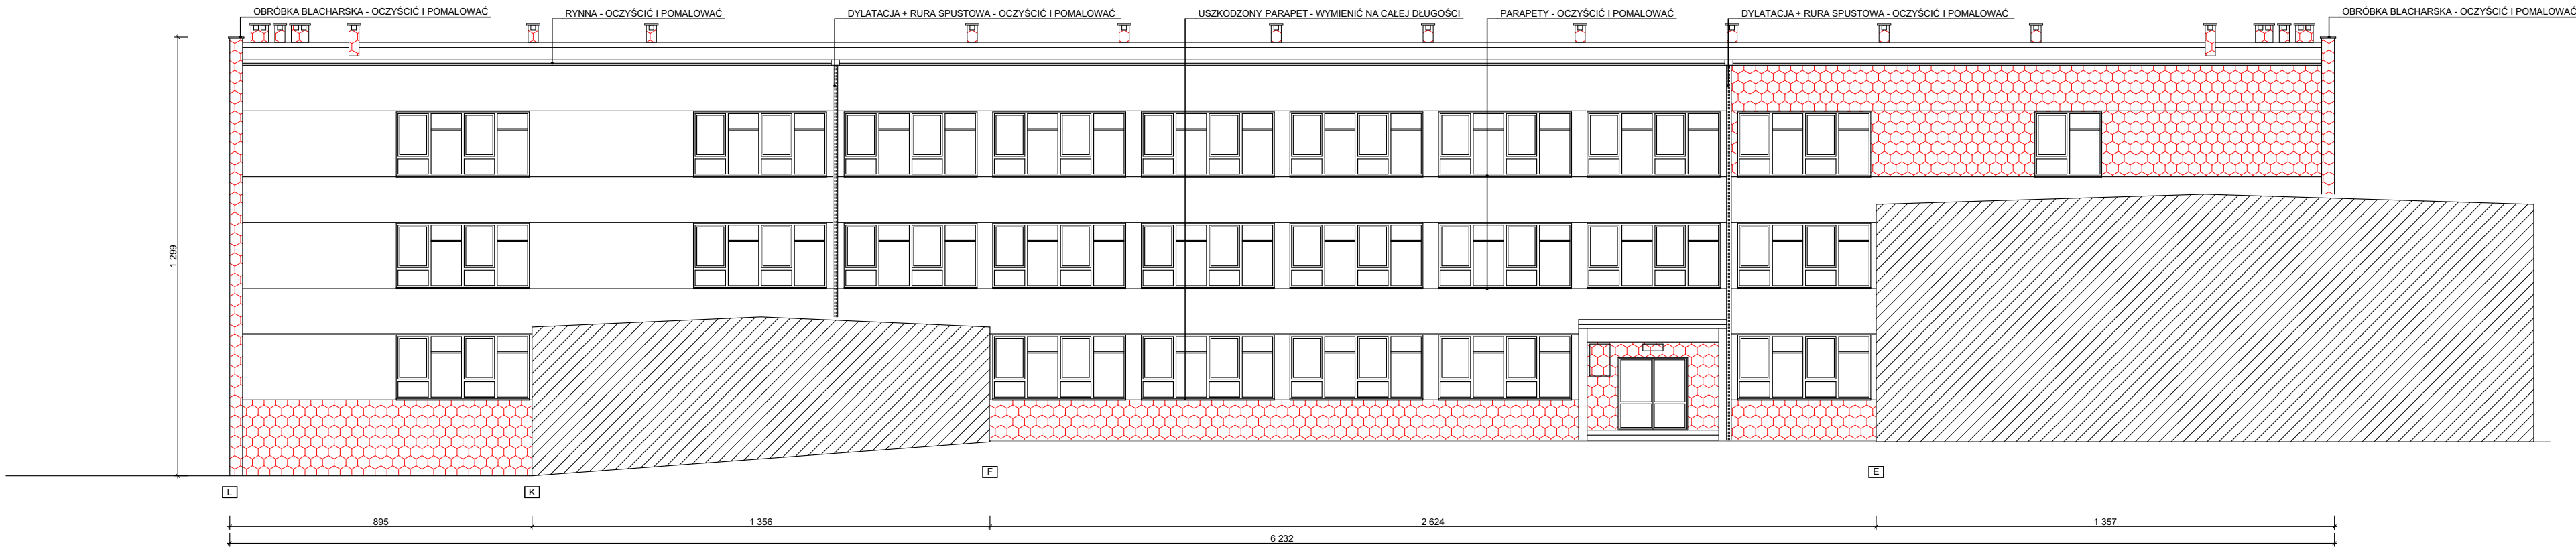 OBRÓBKA BLACHARSKA - OCZYŚCIĆ I POMALOWAĆ
RYNNA - OCZYŚCIĆ I POMALOWAĆ
DYLATACJA + RURA SPUSTOWA - OCZYŚCIĆ I POMALOWAĆ
USZKODZONY PARAPET - WYMIENIĆ NA CAŁEJ DŁUGOŚCI
PARAPETY - OCZYŚCIĆ I POMALOWAĆ
DYLATACJA + RURA SPUSTOWA - OCZYŚCIĆ I POMALOWAĆ
OBRÓBKA BLACHARSKA - OCZYŚCIĆ I POMALOWAĆ
1 299
F
E
L
K
895
1 356
2 624
1 357
6 232